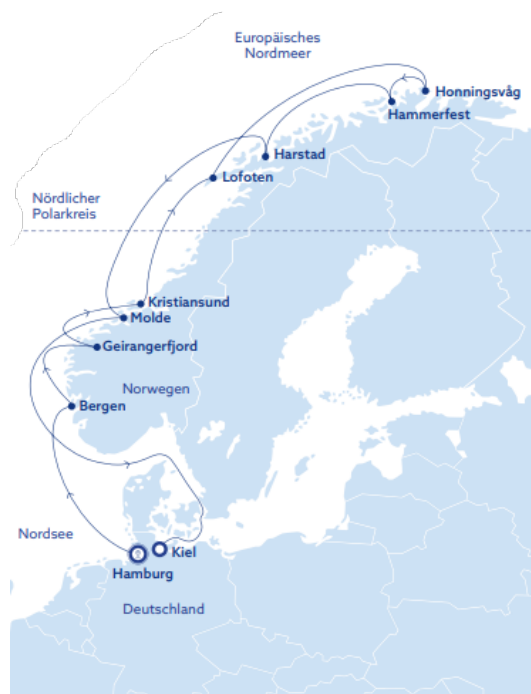 Europäisches
Nordmeer
Honningsvåg
Hammerfest
Harstad
Lofoten
Nördlicher
Polarkreis
Kristiansund
Molde
Geirangerfjord
Norwegen
Bergen
Nordsee
Kiel
Hamburg
Deutschland